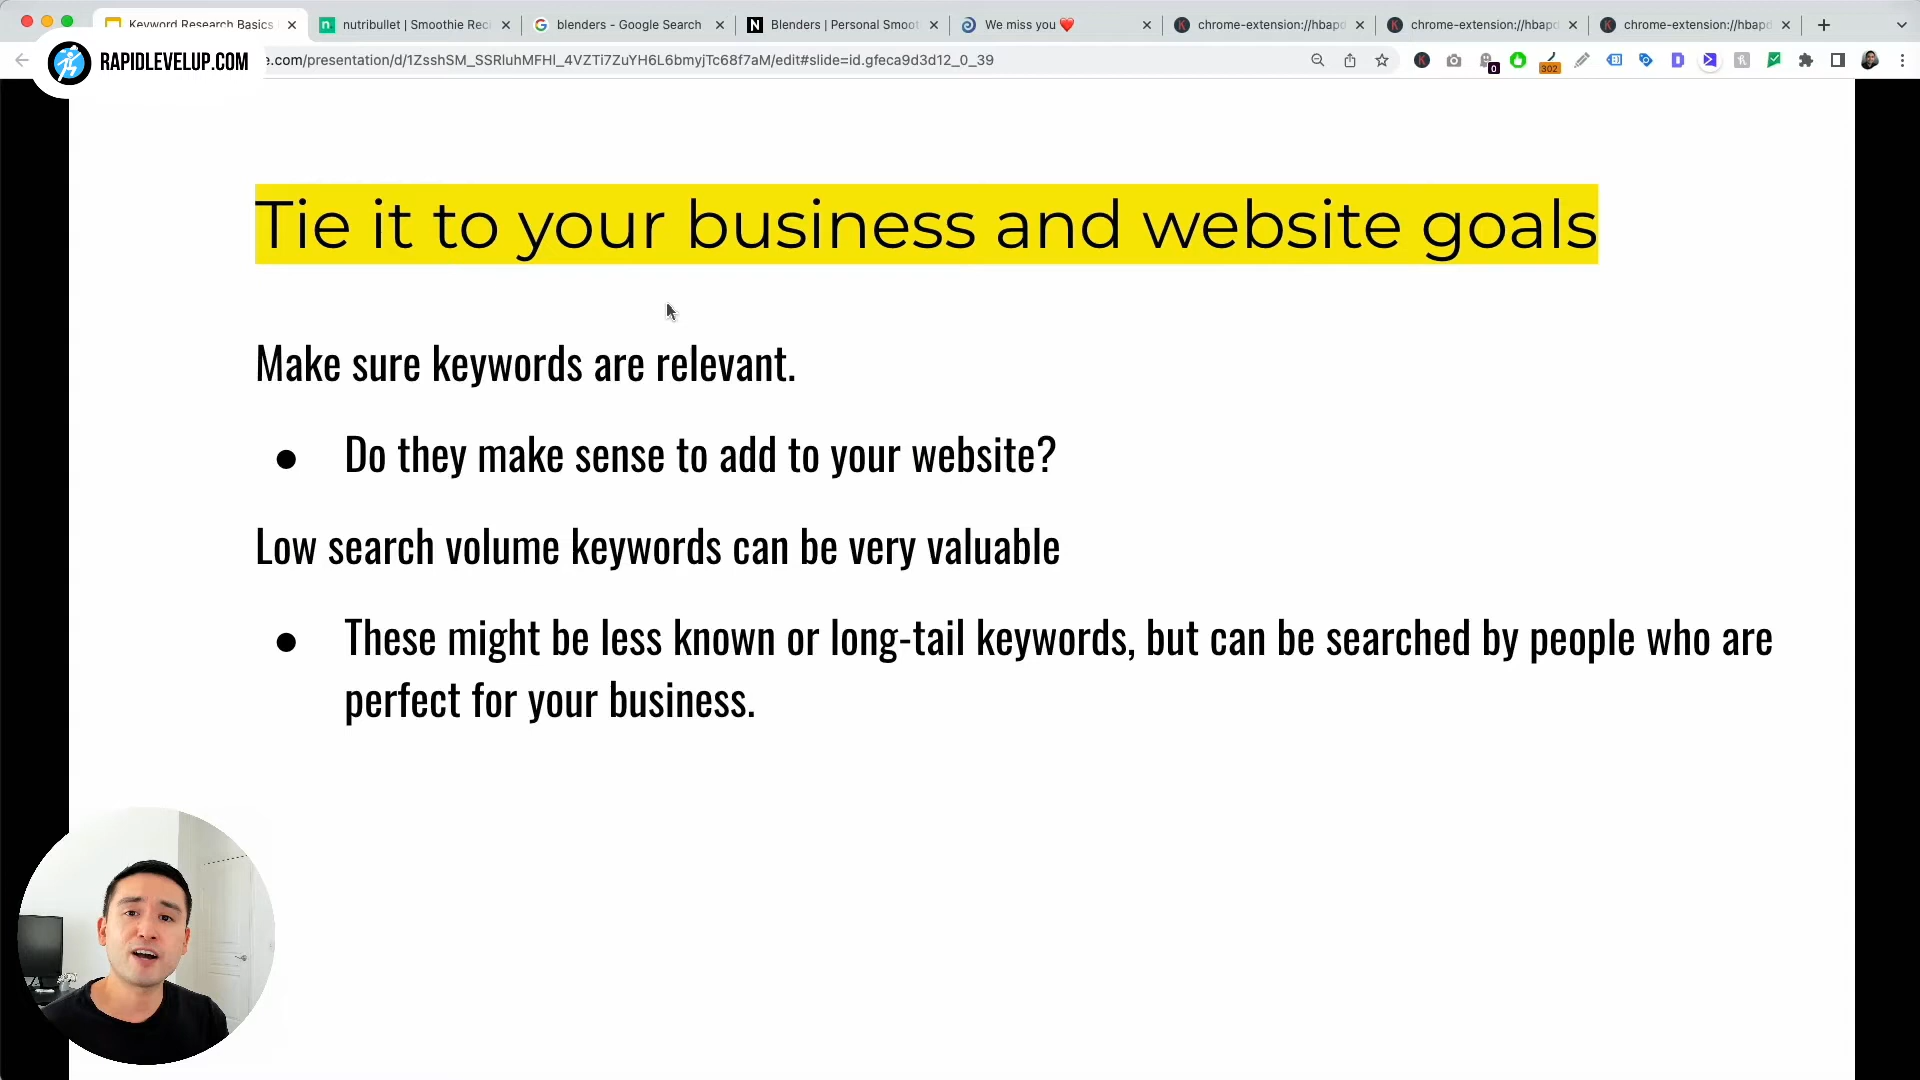 Keyword Research Basics
nutribullet | Smoothie Reci
blenders - Google Search
Blenders | Personal Smoot
We miss you ❤️
chrome-extension://hbapd
chrome-extension://hbapd
chrome-extension://hbapd
RAPIDLEVELUP.COM
e.com/presentation/d/1ZsshSM_SSRluhMFHl_4VZTi7ZuYH6L6bmyjTc68f7aM/edit#slide=id.gfeca9d3d12_0_39
0
302
Tie it to your business and website goals
Make sure keywords are relevant.
● Do they make sense to add to your website?
Low search volume keywords can be very valuable
● These might be less known or long-tail keywords, but can be searched by people who are
perfect for your business.